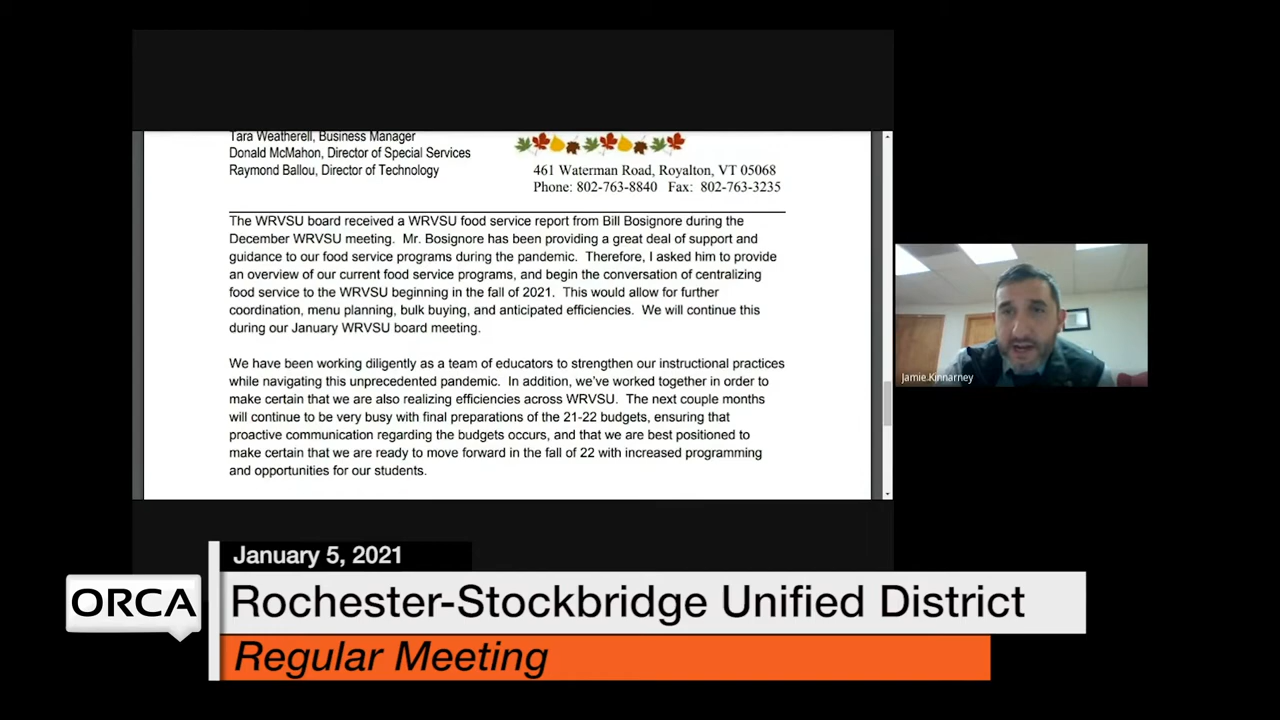 Tara Weatherell, Business Manager
Donald McMahon, Director of Special Services
Raymond Ballou, Director of Technology
461 Waterman Road, Royalton, VT 05068
Phone: 802-763-8840 Fax: 802-763-3235
The WRVSU board received a WRVSU food service report from Bill Bosignore during the
December WRVSU meeting. Mr. Bosignore has been providing a great deal of support and
guidance to our food service programs during the pandemic. Therefore, I asked him to provide
an overview of our current food service programs, and begin the conversation of centralizing
food service to the WRVSU beginning in the fall of 2021. This would allow for further
coordination, menu planning, bulk buying, and anticipated efficiencies. We will continue this
during our January WRVSU board meeting.
We have been working diligently as a team of educators to strengthen our instructional practices
while navigating this unprecedented pandemic. In addition, we've worked together in order to
make certain that we are also realizing efficiencies across WRVSU. The next couple months
will continue to be very busy with final preparations of the 21-22 budgets, ensuring that
proactive communication regarding the budgets occurs, and that we are best positioned to
make certain that we are ready to move forward in the fall of 22 with increased programming
and opportunities for our students.
Jamie Kinnarney
January 5, 2021
ORCA
Rochester-Stockbridge Unified District
Regular Meeting